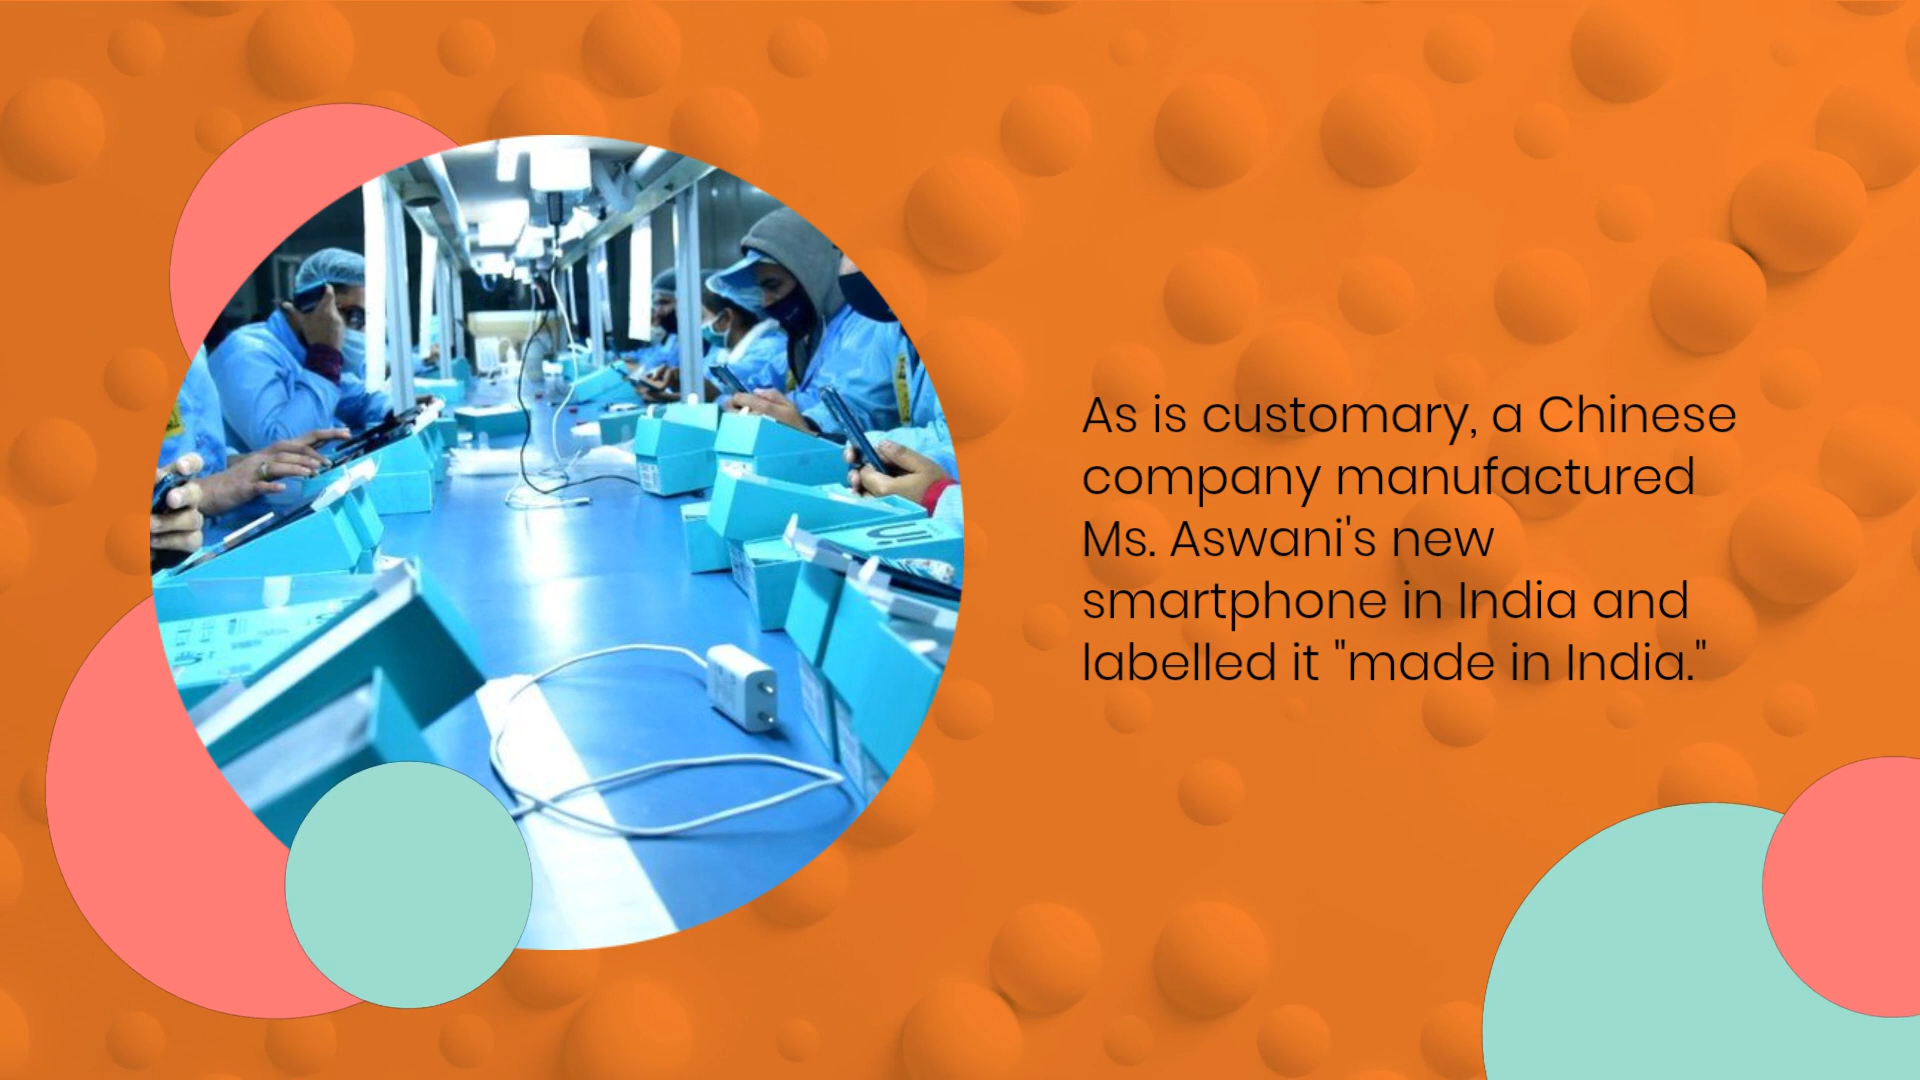 As is customary, a Chinese
company manufactured
Ms. Aswani's new
smartphone in India and
labelled it "made in India."